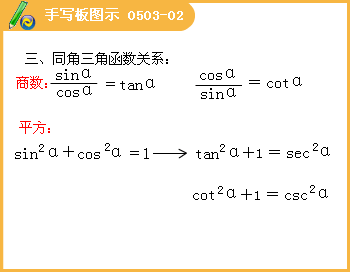 手写板图示 0503-02
三、同角三角函数关系:
商数: sinα/cosα = tanα cosα/sinα = cotα
平方:
sin²α+cos²α =1⟶ tan²α+1 = sec²α
cot²α+1 = csc²α